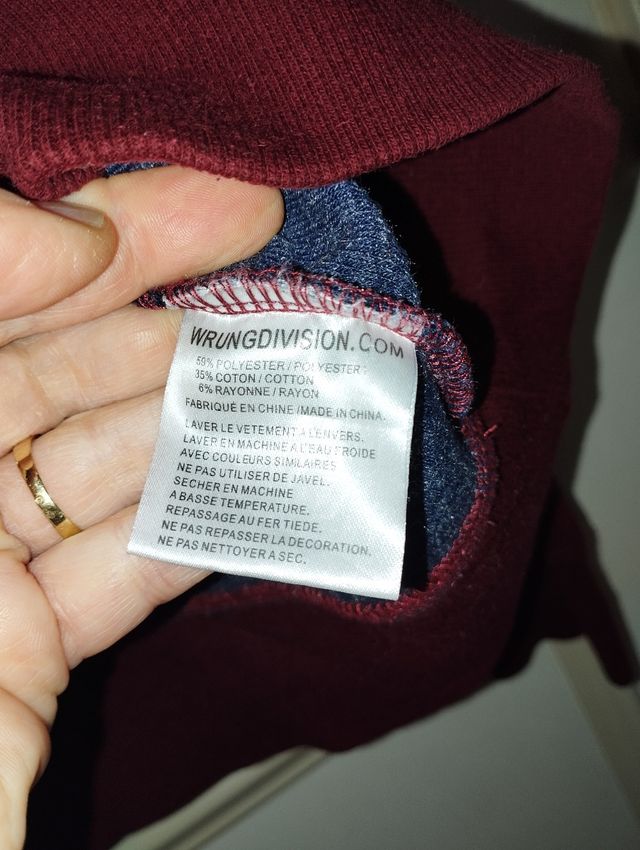 WRUNGDIVISION.COM
59% POLYESTER / POLYESTER
35% COTON / COTTON
6% RAYONNE / RAYON
FABRIQUÉ EN CHINE / MADE IN CHINA.
LAVER LE VETEMENT A L'ENVERS.
LAVER EN MACHINE A L'EAU FROIDE
AVEC COULEURS SIMILAIRES
NE PAS UTILISER DE JAVEL.
SECHER EN MACHINE
A BASSE TEMPERATURE.
REPASSAGE AU FER TIEDE.
NE PAS REPASSER LA DECORATION.
NE PAS NETTOYER A SEC.